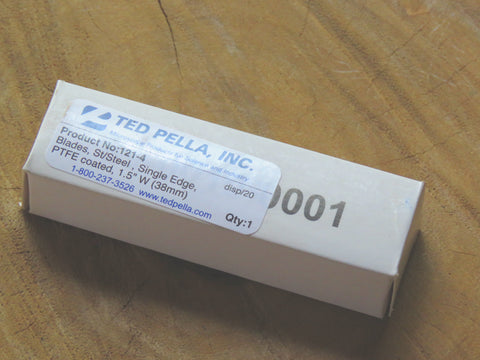 TED PELLA, INC.
Microscopy Products for Science and Industry
Product No:121-4
Blades, St/Steel , Single Edge,
PTFE coated, 1.5" W (38mm)
disp/20
1-800-237-3526 www.tedpella.com
Qty:1
0001